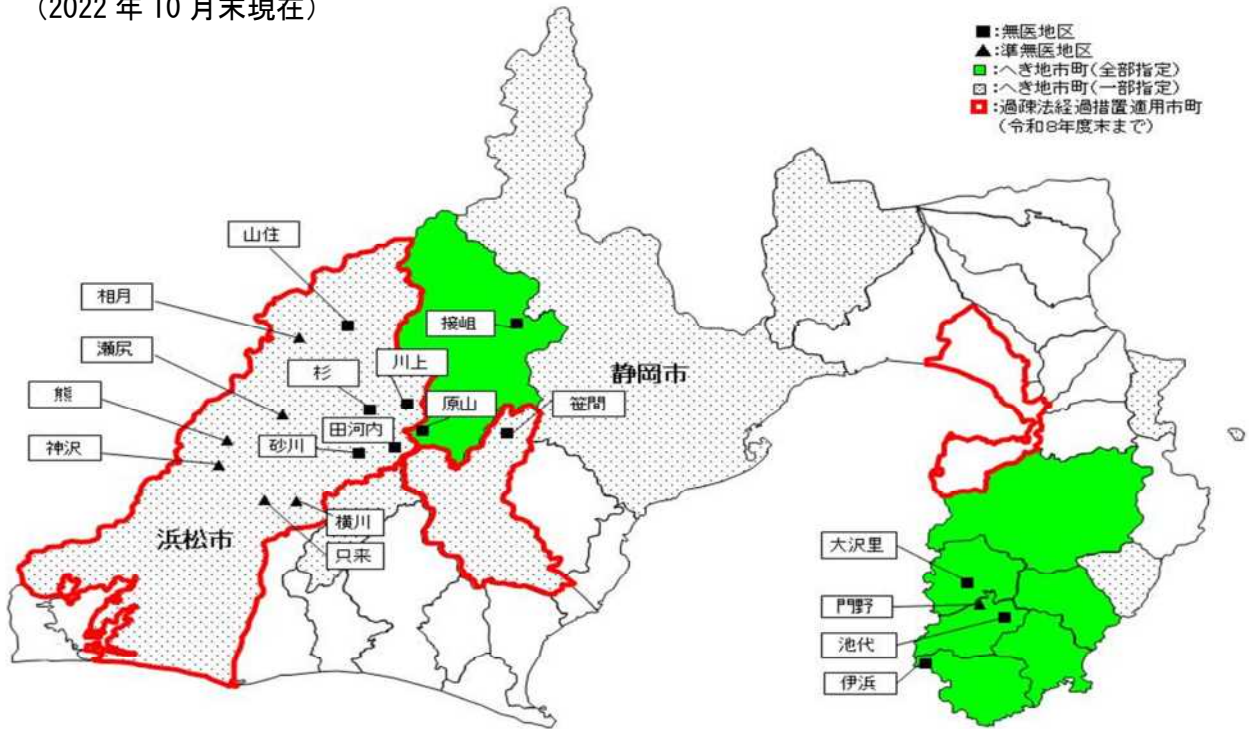 （2022 年 10 月末現在）
■：無医地区
▲：準無医地区
：へき地市町(全部指定)
：へき地市町(一部指定)
：過疎法経過措置適用市町
（令和8年度末まで）
山住
相月
接岨
瀬尻
川上
杉
静岡市
熊
原山
笹間
田河内
砂川
神沢
横川
浜松市
只来
大沢里
門野
池代
伊浜